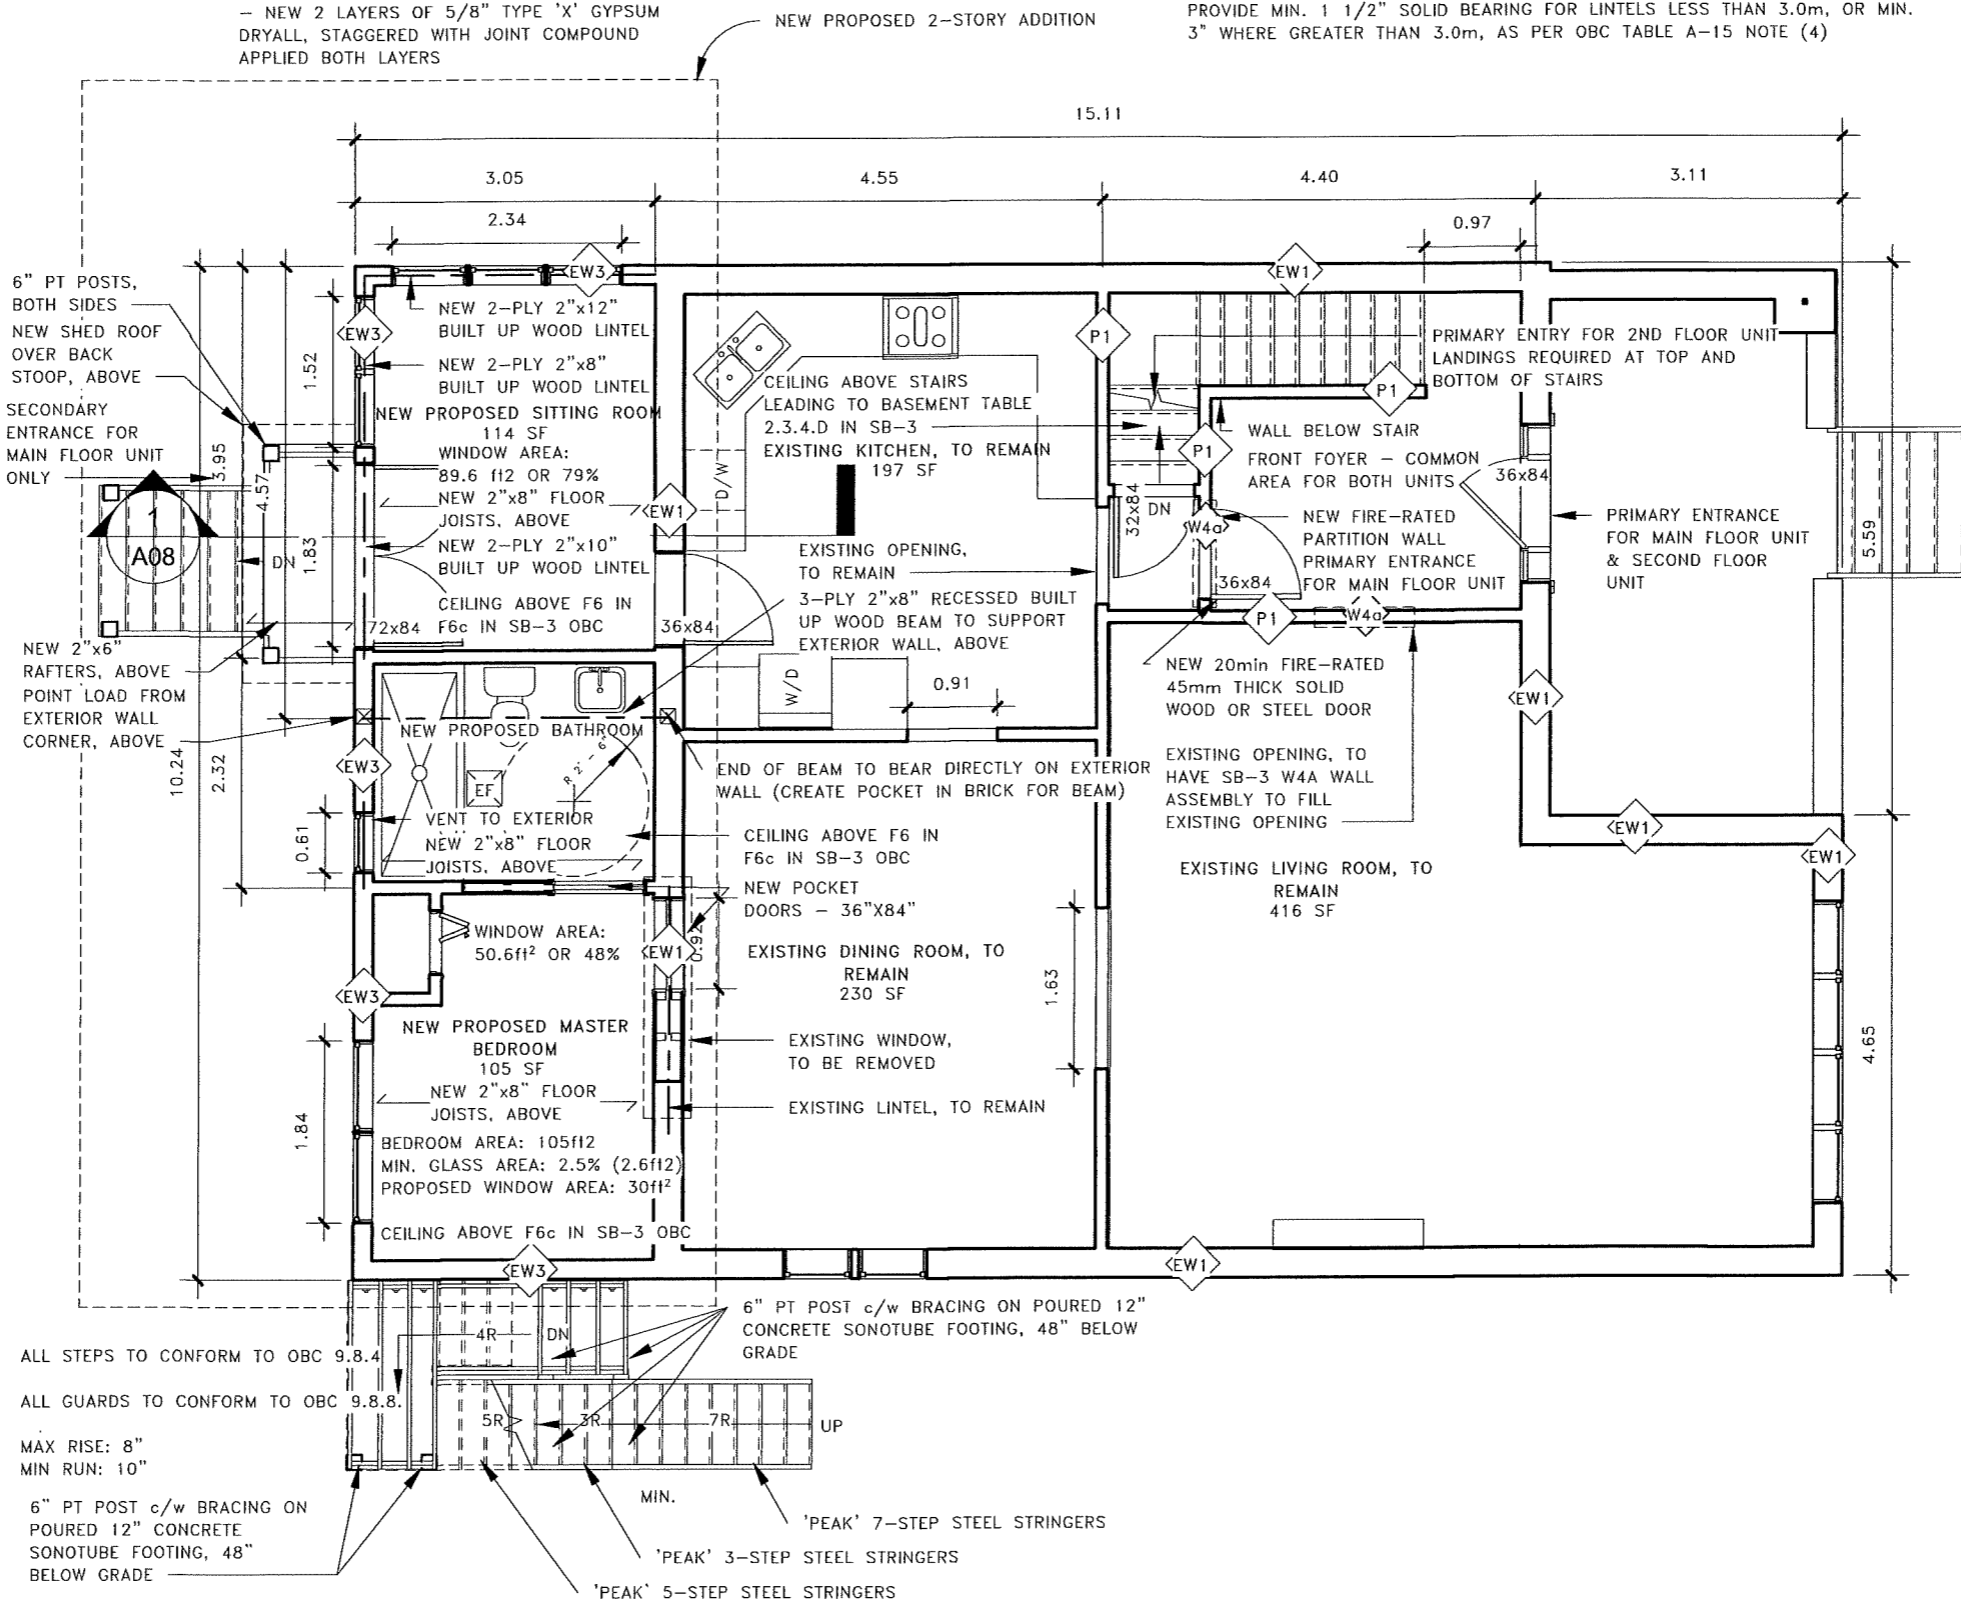 - NEW 2 LAYERS OF 5/8" TYPE 'X' GYPSUM
DRYALL, STAGGERED WITH JOINT COMPOUND
APPLIED BOTH LAYERS
NEW PROPOSED 2-STORY ADDITION
PROVIDE MIN. 1 1/2" SOLID BEARING FOR LINTELS LESS THAN 3.0m, OR MIN.
3" WHERE GREATER THAN 3.0m, AS PER OBC TABLE A-15 NOTE (4)
15.11
3.05
4.55
4.40
3.11
2.34
0.97
6" PT POSTS,
BOTH SIDES
NEW SHED ROOF
OVER BACK
STOOP, ABOVE
SECONDARY
ENTRANCE FOR
MAIN FLOOR UNIT
ONLY
3.95
4.57
1.52
1.83
1
A08
DN
EW3
EW3
EW1
NEW 2-PLY 2"x12"
BUILT UP WOOD LINTEL
NEW 2-PLY 2"x8"
BUILT UP WOOD LINTEL
NEW PROPOSED SITTING ROOM
114 SF
WINDOW AREA:
89.6 ft2 OR 79%
NEW 2"x8" FLOOR
JOISTS, ABOVE
NEW 2-PLY 2"x10"
BUILT UP WOOD LINTEL
CEILING ABOVE F6 IN
F6c IN SB-3 OBC
72x84
36x84
EW1
D/W
CEILING ABOVE STAIRS
LEADING TO BASEMENT TABLE
2.3.4.D IN SB-3
EXISTING KITCHEN, TO REMAIN
197 SF
EXISTING OPENING,
TO REMAIN
3-PLY 2"x8" RECESSED BUILT
UP WOOD BEAM TO SUPPORT
EXTERIOR WALL, ABOVE
W/D
0.91
P1
P1
P1
P1
PRIMARY ENTRY FOR 2ND FLOOR UNIT
LANDINGS REQUIRED AT TOP AND
BOTTOM OF STAIRS
WALL BELOW STAIR
FRONT FOYER - COMMON
AREA FOR BOTH UNITS
36x84
32x84
DN
W4a
NEW FIRE-RATED
PARTITION WALL
PRIMARY ENTRANCE
FOR MAIN FLOOR UNIT
36x84
W4a
PRIMARY ENTRANCE
FOR MAIN FLOOR UNIT
& SECOND FLOOR
UNIT
5.59
NEW 20min FIRE-RATED
45mm THICK SOLID
WOOD OR STEEL DOOR
EXISTING OPENING, TO
HAVE SB-3 W4A WALL
ASSEMBLY TO FILL
EXISTING OPENING
EW1
EW1
EW1
EXISTING LIVING ROOM, TO
REMAIN
416 SF
NEW 2"x6"
RAFTERS, ABOVE
POINT LOAD FROM
EXTERIOR WALL
CORNER, ABOVE
10.24
2.32
0.61
NEW PROPOSED BATHROOM
R 2'-6"
EF
EW3
VENT TO EXTERIOR
NEW 2"x8" FLOOR
JOISTS, ABOVE
END OF BEAM TO BEAR DIRECTLY ON EXTERIOR
WALL (CREATE POCKET IN BRICK FOR BEAM)
CEILING ABOVE F6 IN
F6c IN SB-3 OBC
NEW POCKET
DOORS - 36"X84"
0.92
EW1
WINDOW AREA:
50.6ft² OR 48%
EXISTING DINING ROOM, TO
REMAIN
230 SF
1.63
EW3
NEW PROPOSED MASTER
BEDROOM
105 SF
NEW 2"x8" FLOOR
JOISTS, ABOVE
EXISTING WINDOW,
TO BE REMOVED
EXISTING LINTEL, TO REMAIN
4.65
1.84
BEDROOM AREA: 105ft2
MIN. GLASS AREA: 2.5% (2.6ft2)
PROPOSED WINDOW AREA: 30ft²
CEILING ABOVE F6c IN SB-3 OBC
EW3
EW1
6" PT POST c/w BRACING ON POURED 12"
CONCRETE SONOTUBE FOOTING, 48" BELOW
GRADE
4R
DN
ALL STEPS TO CONFORM TO OBC 9.8.4
ALL GUARDS TO CONFORM TO OBC 9.8.8.
5R
3R
7R
UP
MAX RISE: 8"
MIN RUN: 10"
MIN.
6" PT POST c/w BRACING ON
POURED 12" CONCRETE
SONOTUBE FOOTING, 48"
BELOW GRADE
'PEAK' 7-STEP STEEL STRINGERS
'PEAK' 3-STEP STEEL STRINGERS
'PEAK' 5-STEP STEEL STRINGERS